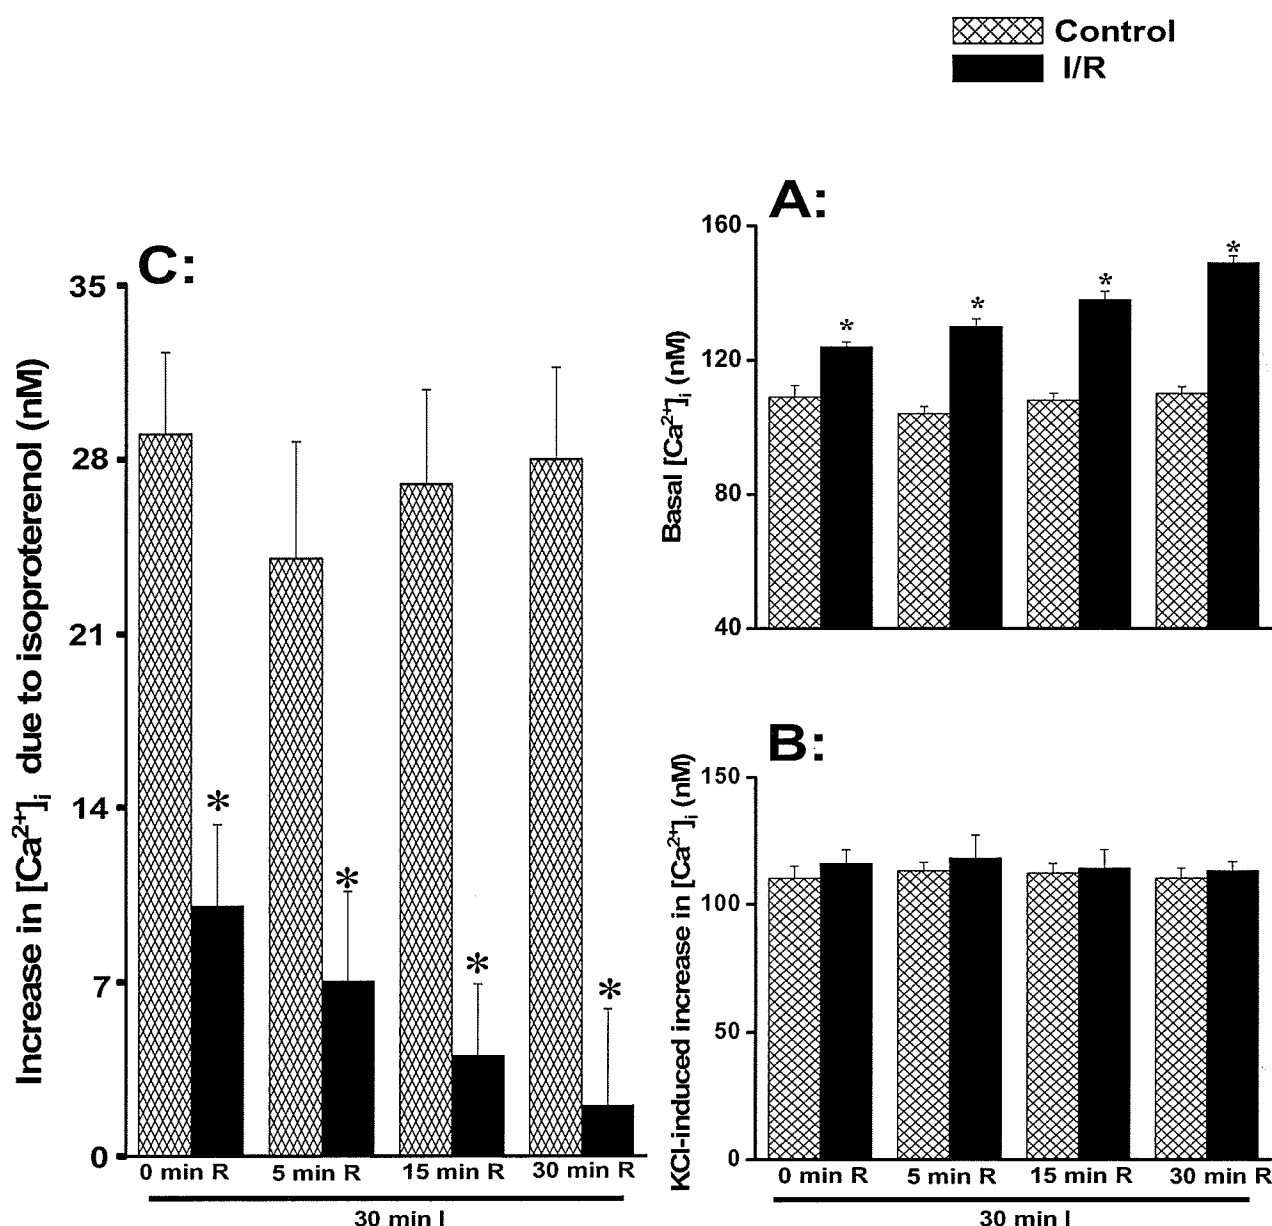 Control
I/R
C:
Increase in [Ca²⁺]ᵢ due to isoproterenol (nM)
35
28
21
14
7
0
*
*
*
*
0 min R 5 min R 15 min R 30 min R
30 min I
A:
Basal [Ca²⁺]ᵢ (nM)
160
120
80
40
*
*
*
*
B:
KCl-induced increase in [Ca²⁺]ᵢ (nM)
150
100
50
0
0 min R 5 min R 15 min R 30 min R
30 min I